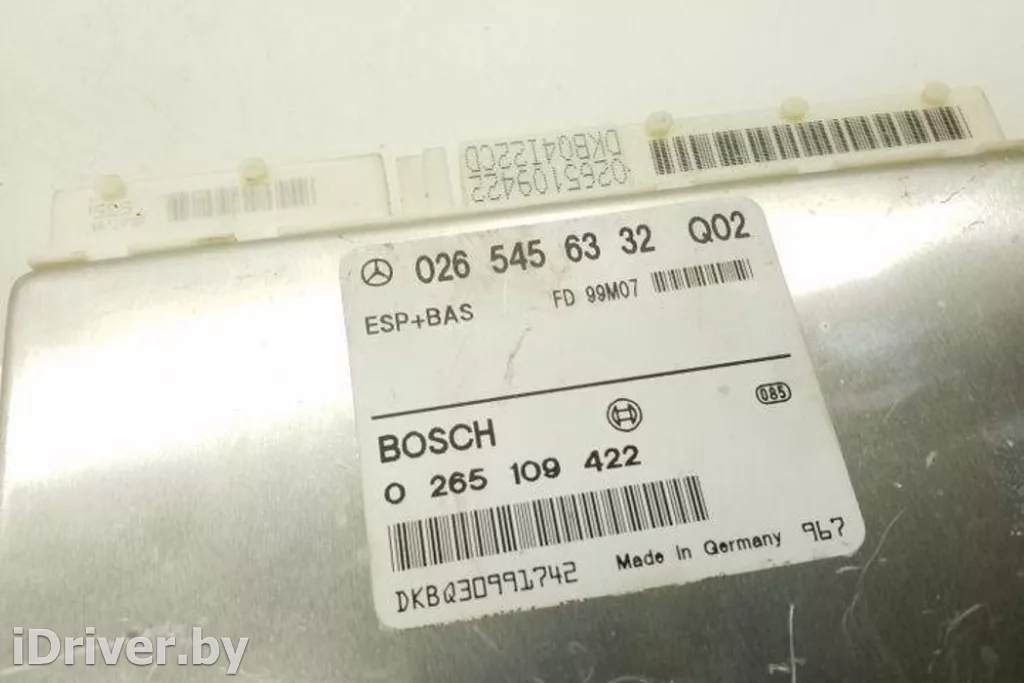 0265109422
DKB04I22CD
026 545 63 32 Q02
ESP+BAS
FD 99M07
085
BOSCH
0 265 109 422
DKBQ30991742
Made in Germany
967
iDriver.by